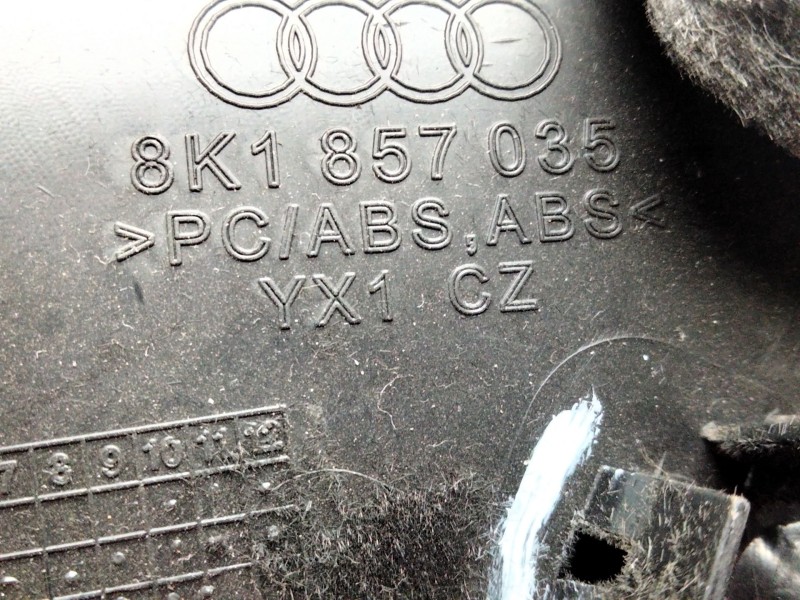 8K1 857 035
>PC/ABS,ABS<
YX1 CZ
7 8 9 10 11 12